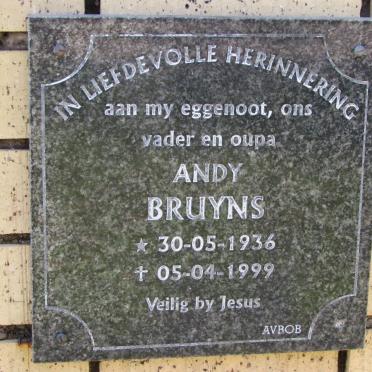 IN LIEFDEVOLLE HERINNERING
aan my eggenoot, ons
vader en oupa
ANDY
BRUYNS
★ 30-05-1936
✝ 05-04-1999
Veilig by Jesus
AVBOB